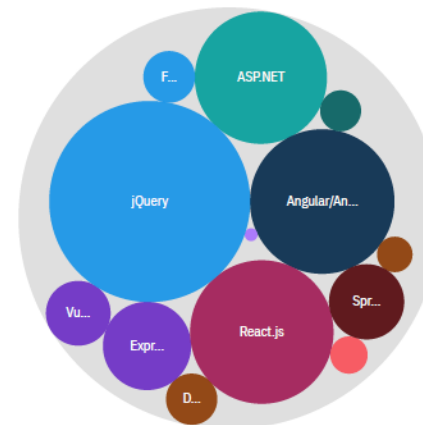 F...
ASP.NET
jQuery
Angular/An...
Vu...
Expr...
React.js
Spr...
D...